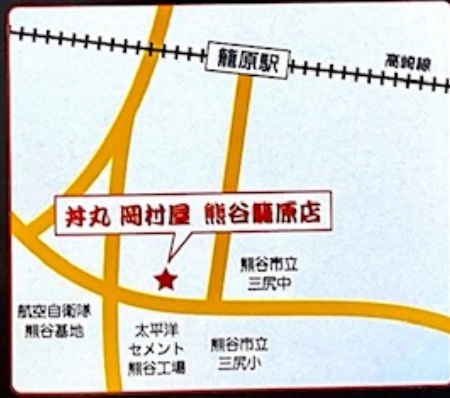 籠原駅
高崎線
丼丸 岡村屋 熊谷籠原店
熊谷市立
三尻中
航空自衛隊
熊谷基地
太平洋
セメント
熊谷工場
熊谷市立
三尻小